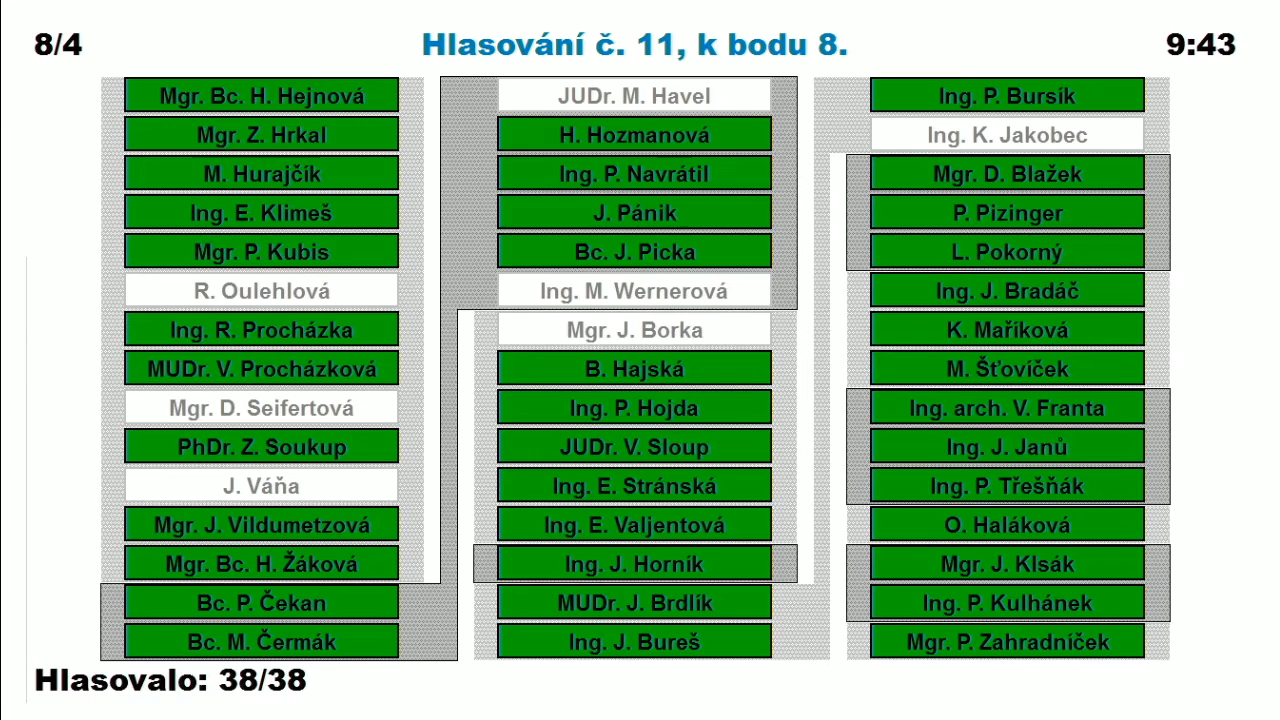 8/4 Hlasování č. 11, k bodu 8. 9:43
Mgr. Bc. H. Hejnová
Mgr. Z. Hrkal
M. Hurajčík
Ing. E. Klimeš
Mgr. P. Kubis
R. Oulehlová
Ing. R. Procházka
MUDr. V. Procházková
Mgr. D. Seifertová
PhDr. Z. Soukup
J. Váňa
Mgr. J. Vildumetzová
Mgr. Bc. H. Žáková
Bc. P. Čekan
Bc. M. Čermák
JUDr. M. Havel
H. Hozmanová
Ing. P. Navrátil
J. Pánik
Bc. J. Picka
Ing. M. Wernerová
Mgr. J. Borka
B. Hajská
Ing. P. Hojda
JUDr. V. Sloup
Ing. E. Stránská
Ing. E. Valjentová
Ing. J. Horník
MUDr. J. Brdlík
Ing. J. Bureš
Ing. P. Bursík
Ing. K. Jakobec
Mgr. D. Blažek
P. Pizinger
L. Pokorný
Ing. J. Bradáč
K. Maříková
M. Šťovíček
Ing. arch. V. Franta
Ing. J. Janů
Ing. P. Třešňák
O. Haláková
Mgr. J. Klsák
Ing. P. Kulhánek
Mgr. P. Zahradníček
Hlasovalo: 38/38